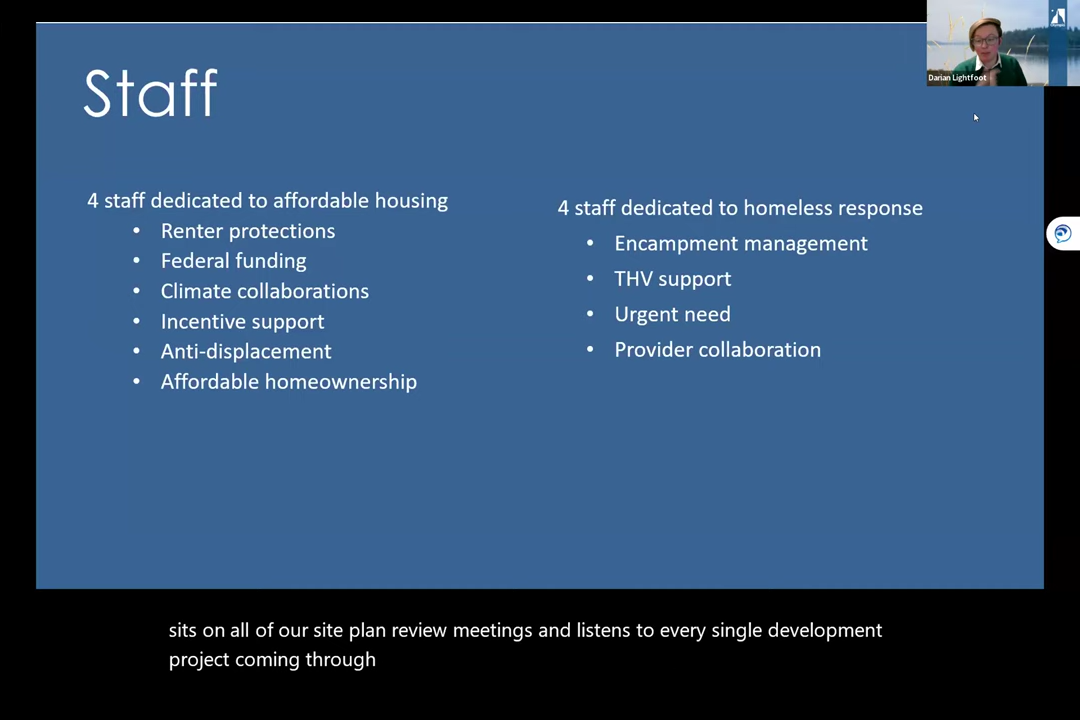 Staff
4 staff dedicated to affordable housing
• Renter protections
• Federal funding
• Climate collaborations
• Incentive support
• Anti-displacement
• Affordable homeownership
4 staff dedicated to homeless response
• Encampment management
• THV support
• Urgent need
• Provider collaboration
Darian Lightfoot
sits on all of our site plan review meetings and listens to every single development
project coming through